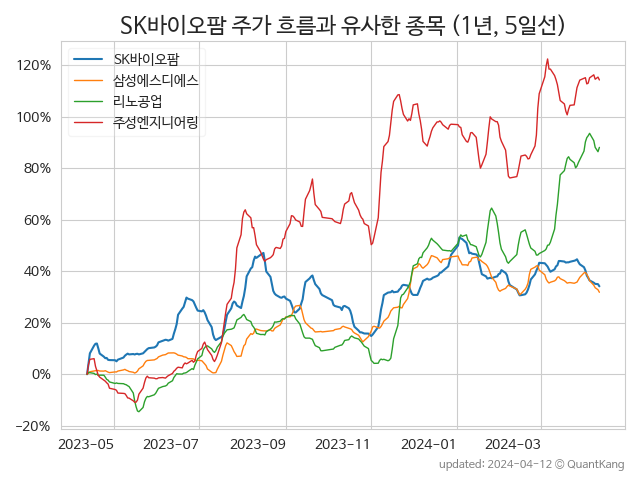 SK바이오팜 주가 흐름과 유사한 종목 (1년, 5일선)
SK바이오팜
삼성에스디에스
리노공업
주성엔지니어링
120%
100%
80%
60%
40%
20%
0%
−20%
2023-05 2023-07 2023-09 2023-11 2024-01 2024-03
updated: 2024-04-12 © QuantKang